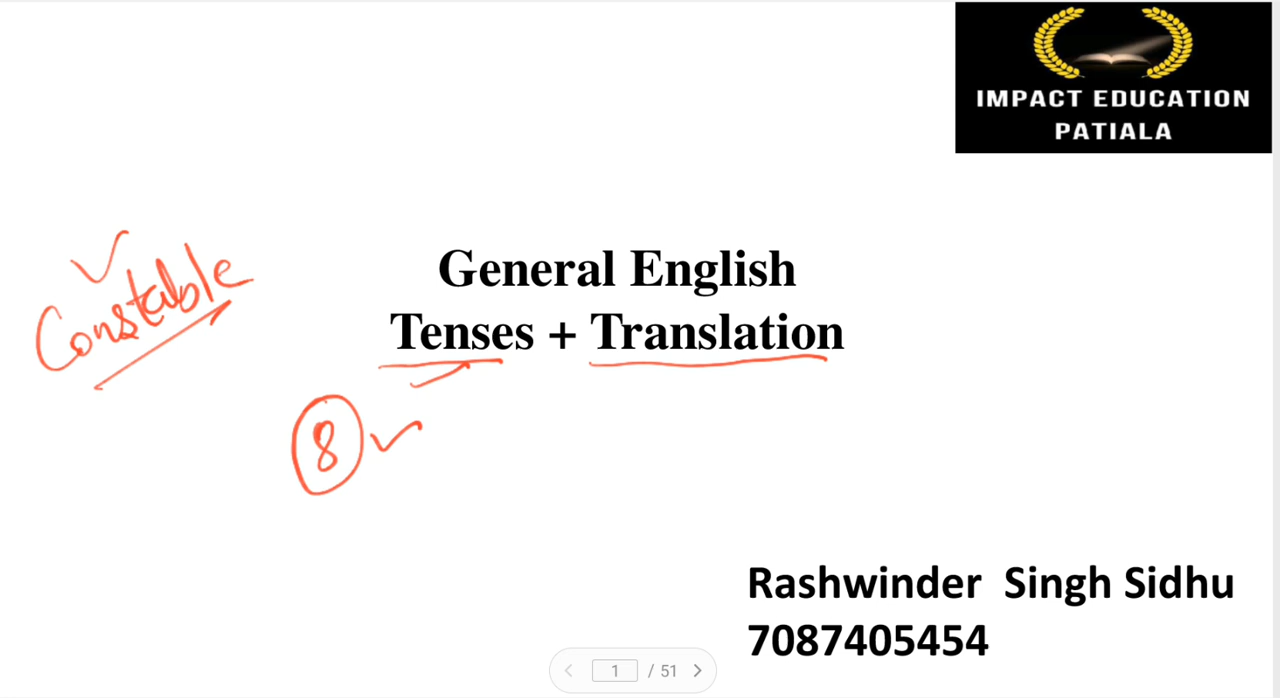 IMPACT EDUCATION
PATIALA
General English
Constable
Tenses + Translation
8
Rashwinder Singh Sidhu
7087405454
1 / 51